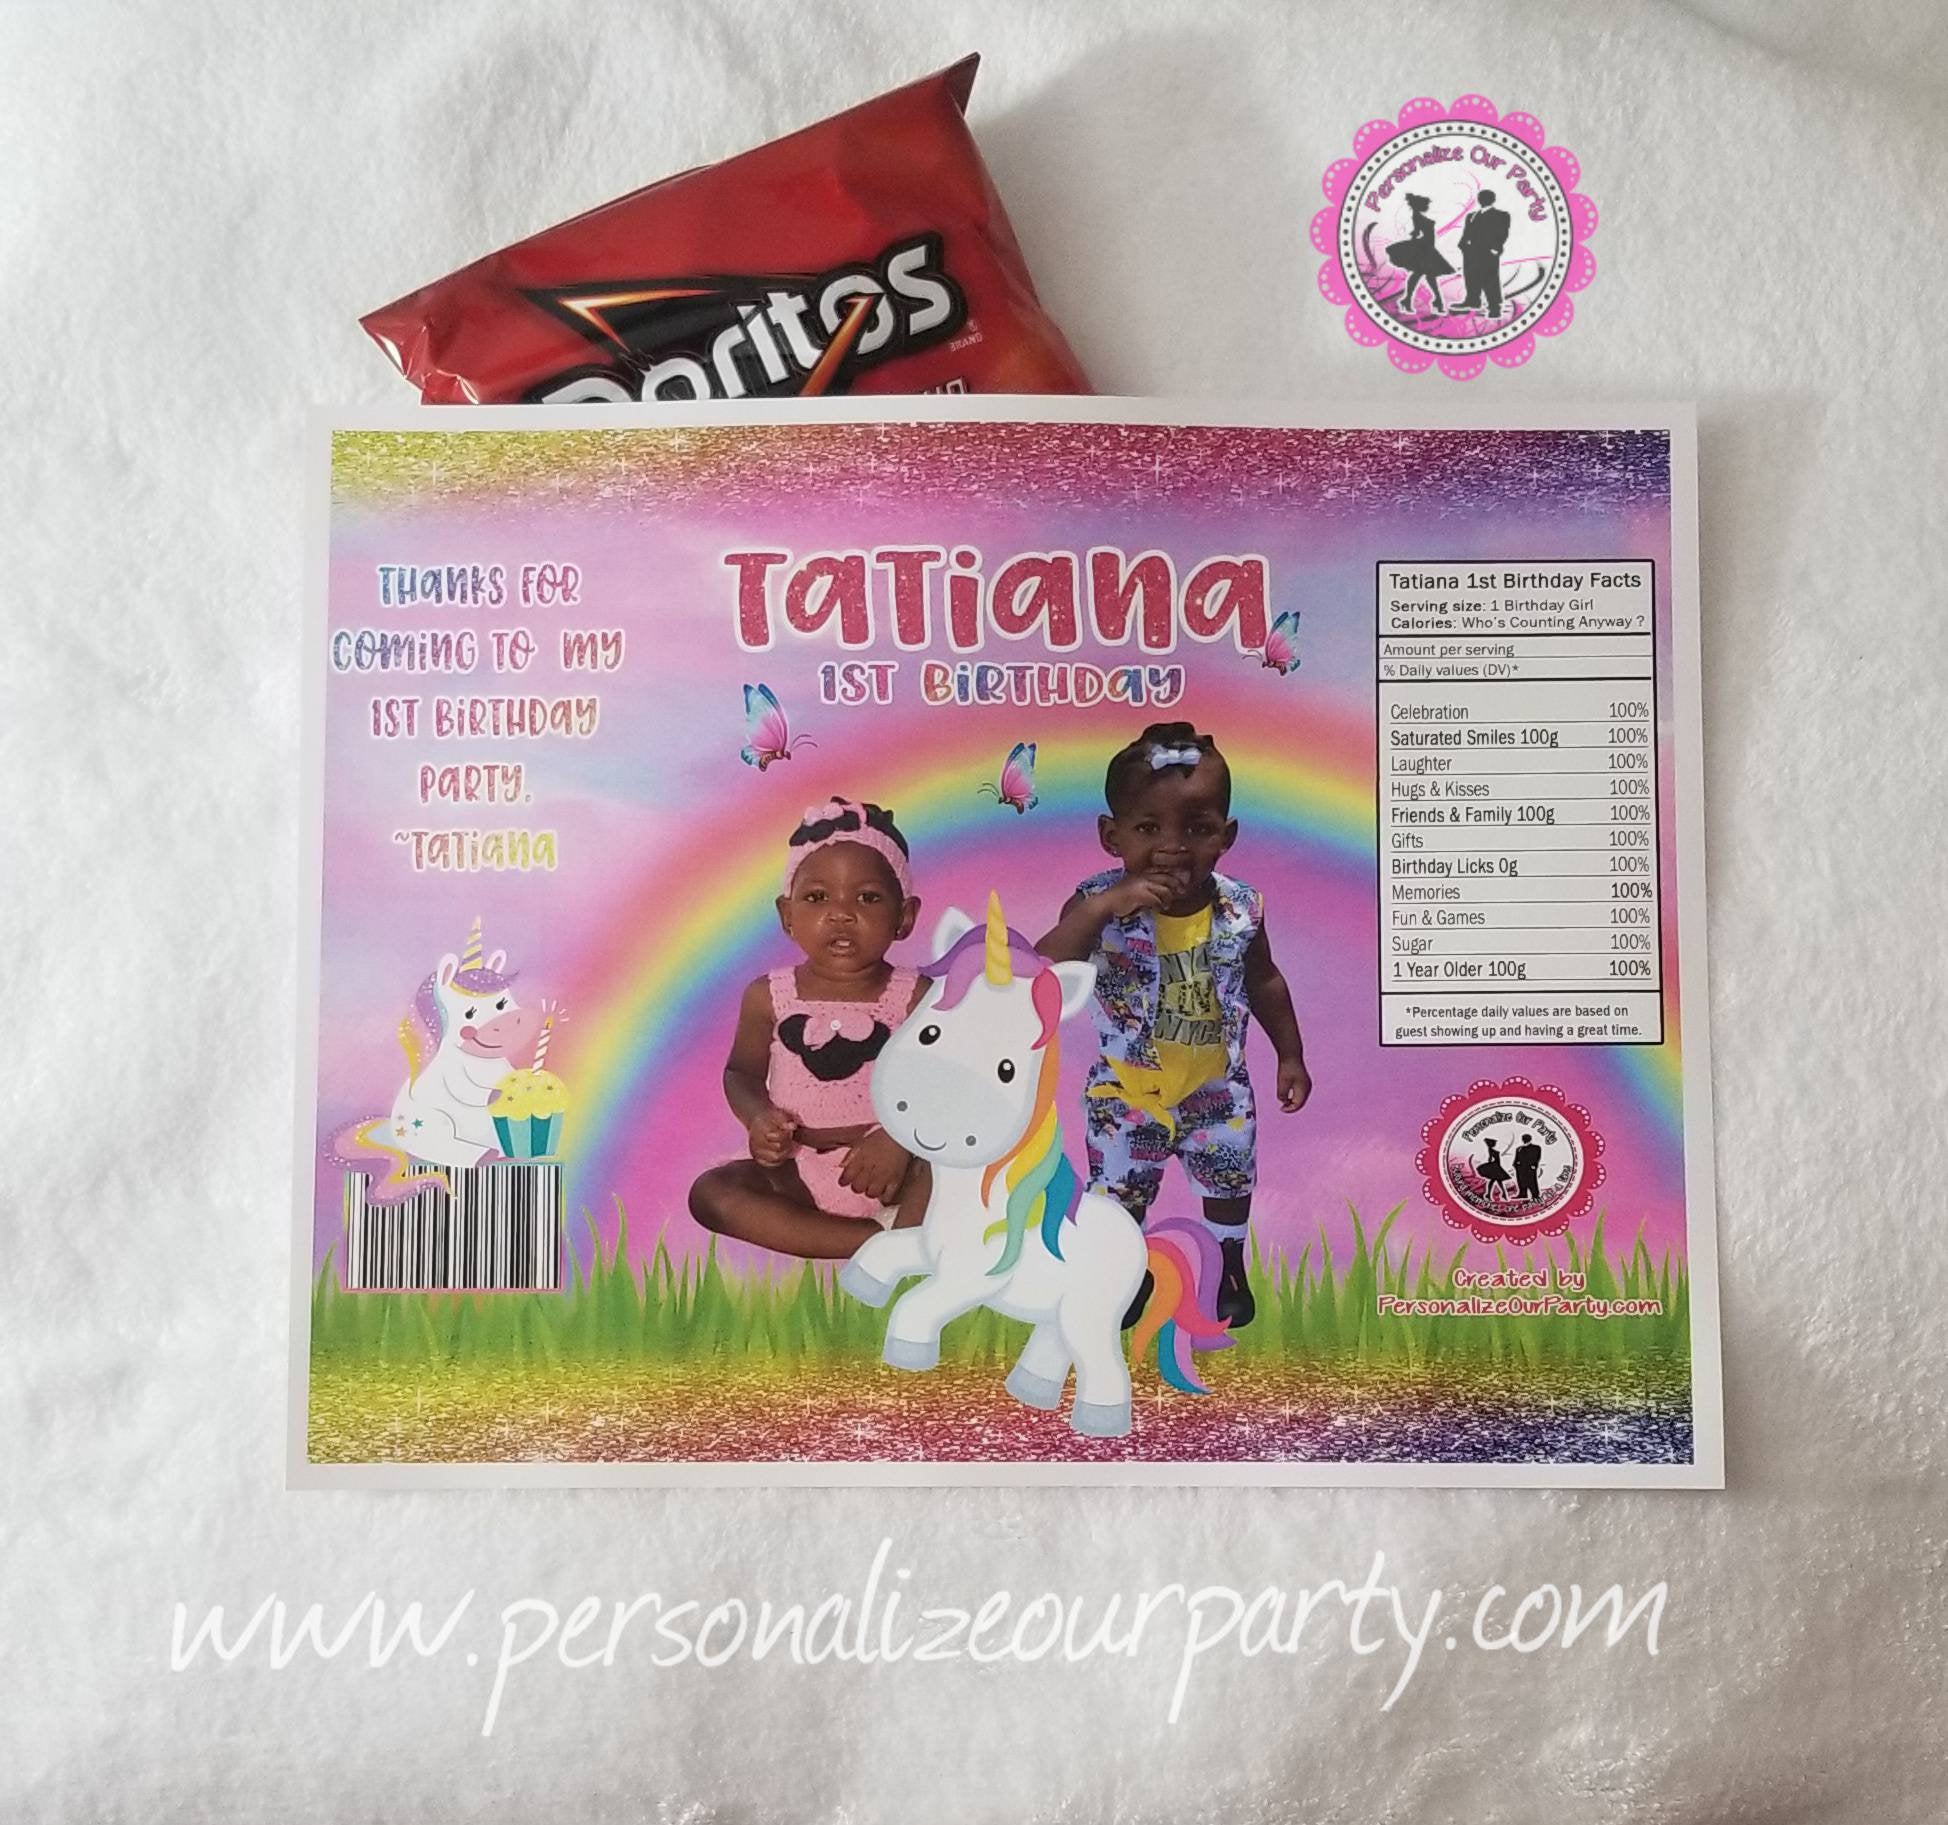 Personalize Our Party
Doritos
BRAND
Tatiana
1st Birthday
Thanks for
coming to my
1st Birthday
Party.
~Tatiana
Tatiana 1st Birthday Facts
Serving size: 1 Birthday Girl
Calories: Who's Counting Anyway ?
Amount per serving
% Daily values (DV)*
Celebration 100%
Saturated Smiles 100g 100%
Laughter 100%
Hugs & Kisses 100%
Friends & Family 100g 100%
Gifts 100%
Birthday Licks 0g 100%
Memories 100%
Fun & Games 100%
Sugar 100%
1 Year Older 100g 100%
*Percentage daily values are based on
guest showing up and having a great time.
Personalize Our Party
Created by
PersonalizeOurParty.com
www.personalizeourparty.com